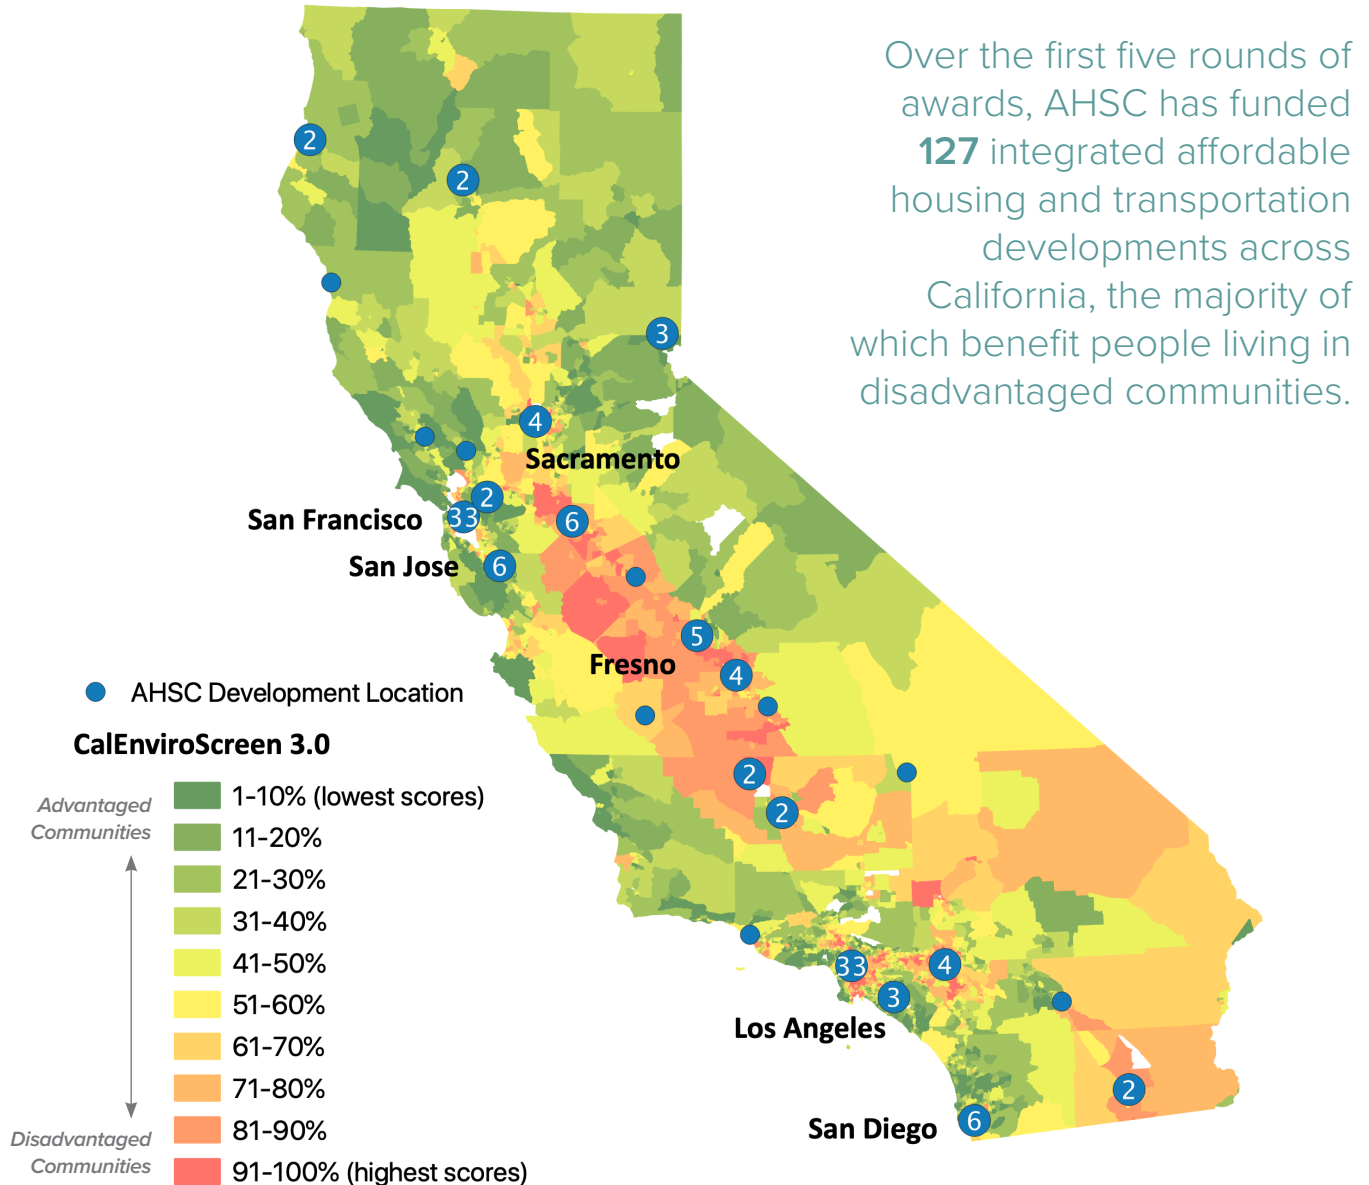 Over the first five rounds of
awards, AHSC has funded
127 integrated affordable
housing and transportation
developments across
California, the majority of
which benefit people living in
disadvantaged communities.
2
2
3
4
Sacramento
2
San Francisco
33
6
San Jose
6
5
Fresno
4
2
2
33
4
3
Los Angeles
2
San Diego
6
AHSC Development Location
CalEnviroScreen 3.0
Advantaged
Communities
Disadvantaged
Communities
1-10% (lowest scores)
11-20%
21-30%
31-40%
41-50%
51-60%
61-70%
71-80%
81-90%
91-100% (highest scores)